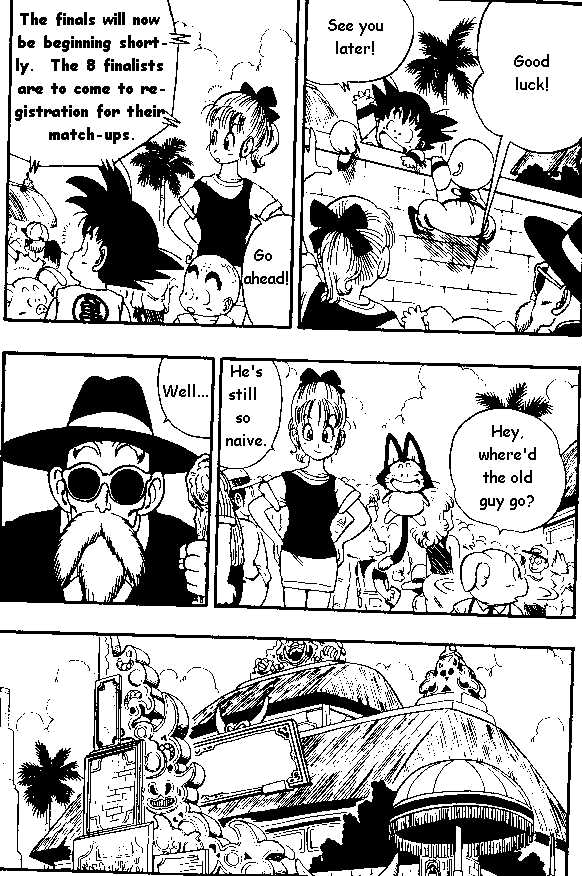 The finals will now
be beginning short-
ly. The 8 finalists
are to come to re-
gistration for their
match-ups.
Go
ahead!
See you
later!
Good
luck!
Well...
He's
still
so
naive.
Hey,
where'd
the old
guy go?